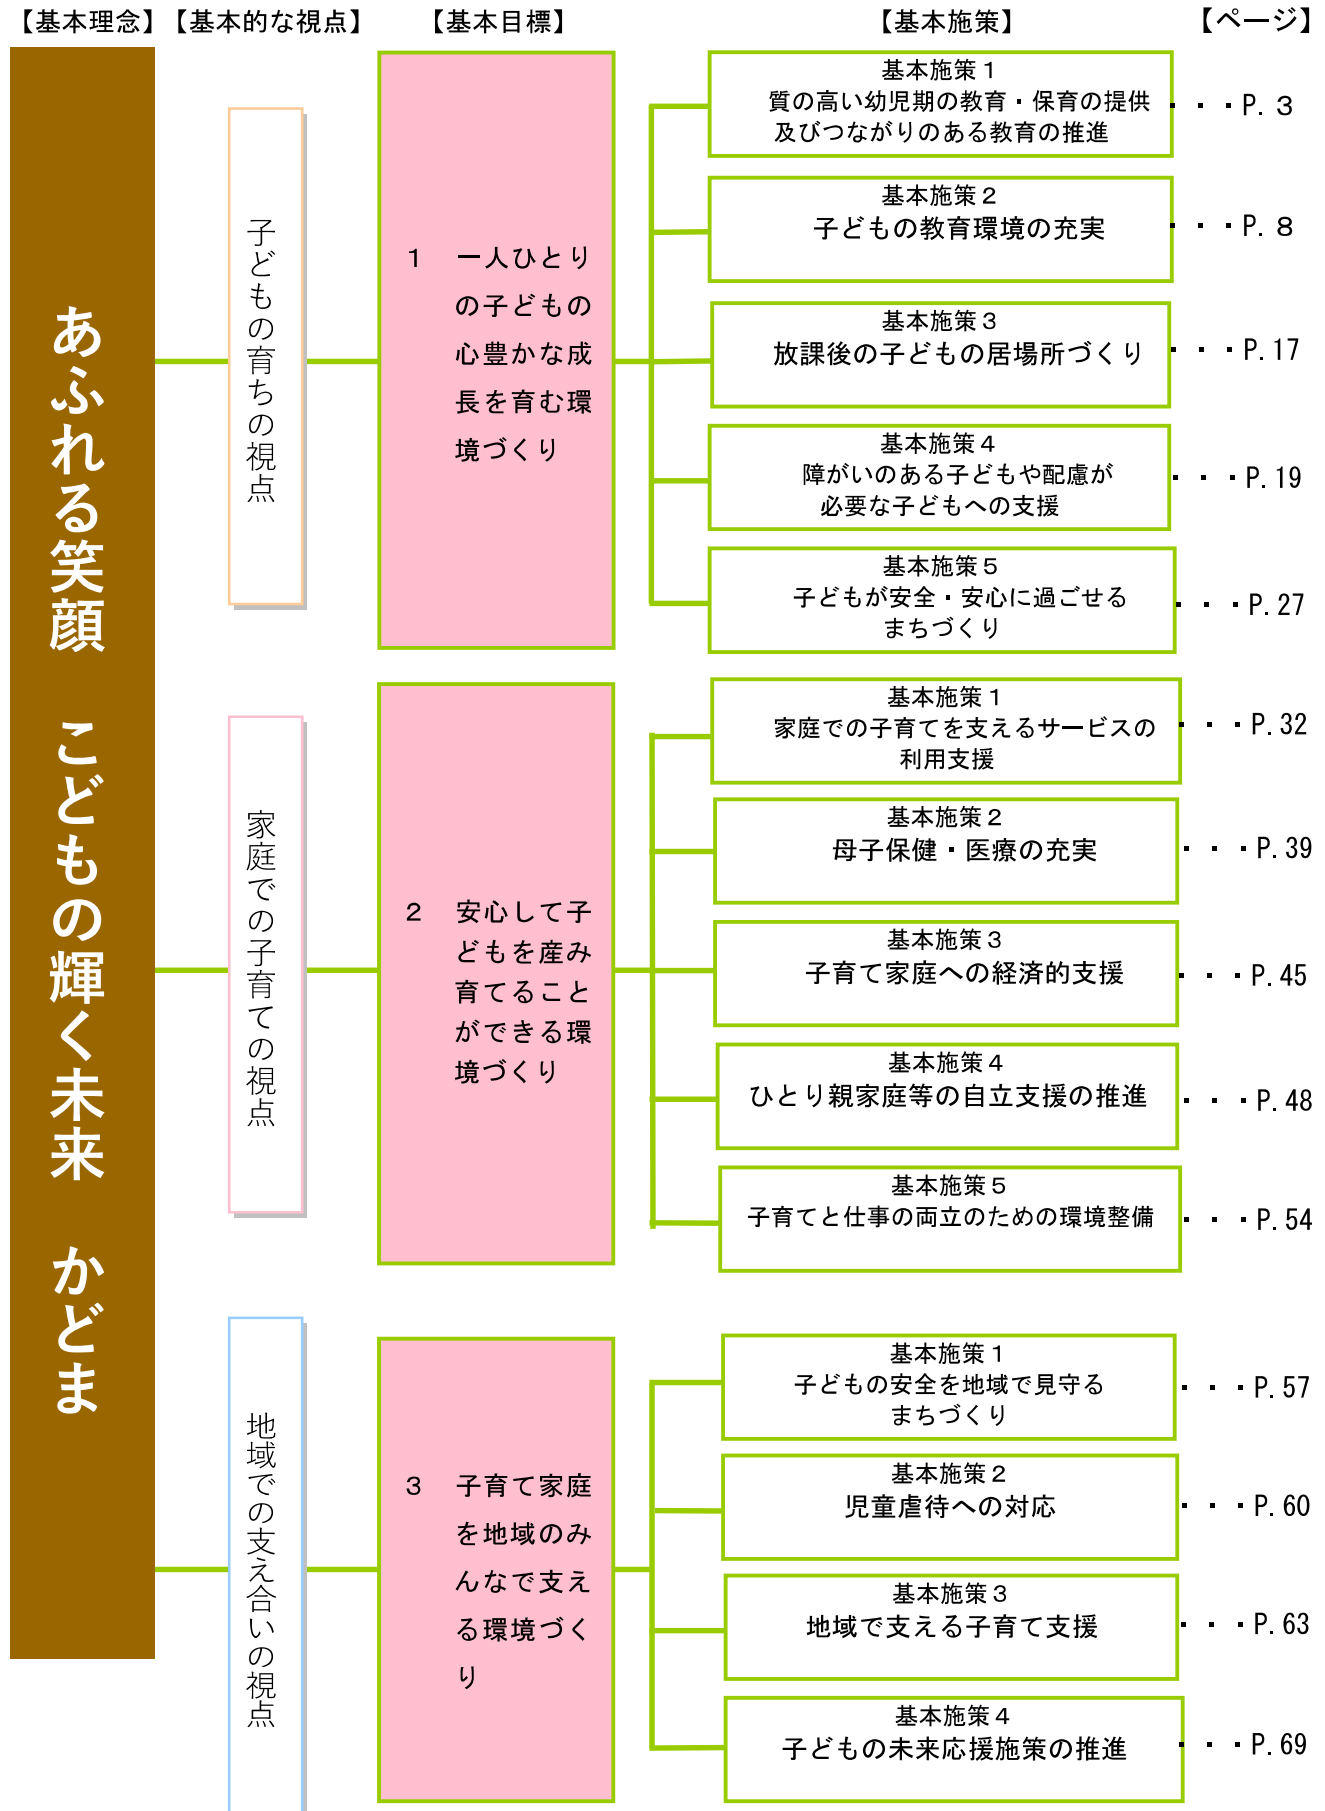 【基本理念】【基本的な視点】 【基本目標】 【基本施策】 【ページ】
あふれる笑顔　こどもの輝く未来　かどま
子どもの育ちの視点
1　一人ひとり
の子どもの
心豊かな成
長を育む環
境づくり
基本施策１
質の高い幼児期の教育・保育の提供
及びつながりのある教育の推進
・・・P. 3
基本施策２
子どもの教育環境の充実
・・・P. 8
基本施策３
放課後の子どもの居場所づくり
・・・P.17
基本施策４
障がいのある子どもや配慮が
必要な子どもへの支援
・・・P.19
基本施策５
子どもが安全・安心に過ごせる
まちづくり
・・・P.27
家庭での子育ての視点
2　安心して子
どもを産み
育てること
ができる環
境づくり
基本施策１
家庭での子育てを支えるサービスの
利用支援
・・・P.32
基本施策２
母子保健・医療の充実
・・・P.39
基本施策３
子育て家庭への経済的支援
・・・P.45
基本施策４
ひとり親家庭等の自立支援の推進
・・・P.48
基本施策５
子育てと仕事の両立のための環境整備
・・・P.54
地域での支え合いの視点
3　子育て家庭
を地域のみ
んなで支え
る環境づく
り
基本施策１
子どもの安全を地域で見守る
まちづくり
・・・P.57
基本施策２
児童虐待への対応
・・・P.60
基本施策３
地域で支える子育て支援
・・・P.63
基本施策４
子どもの未来応援施策の推進
・・・P.69